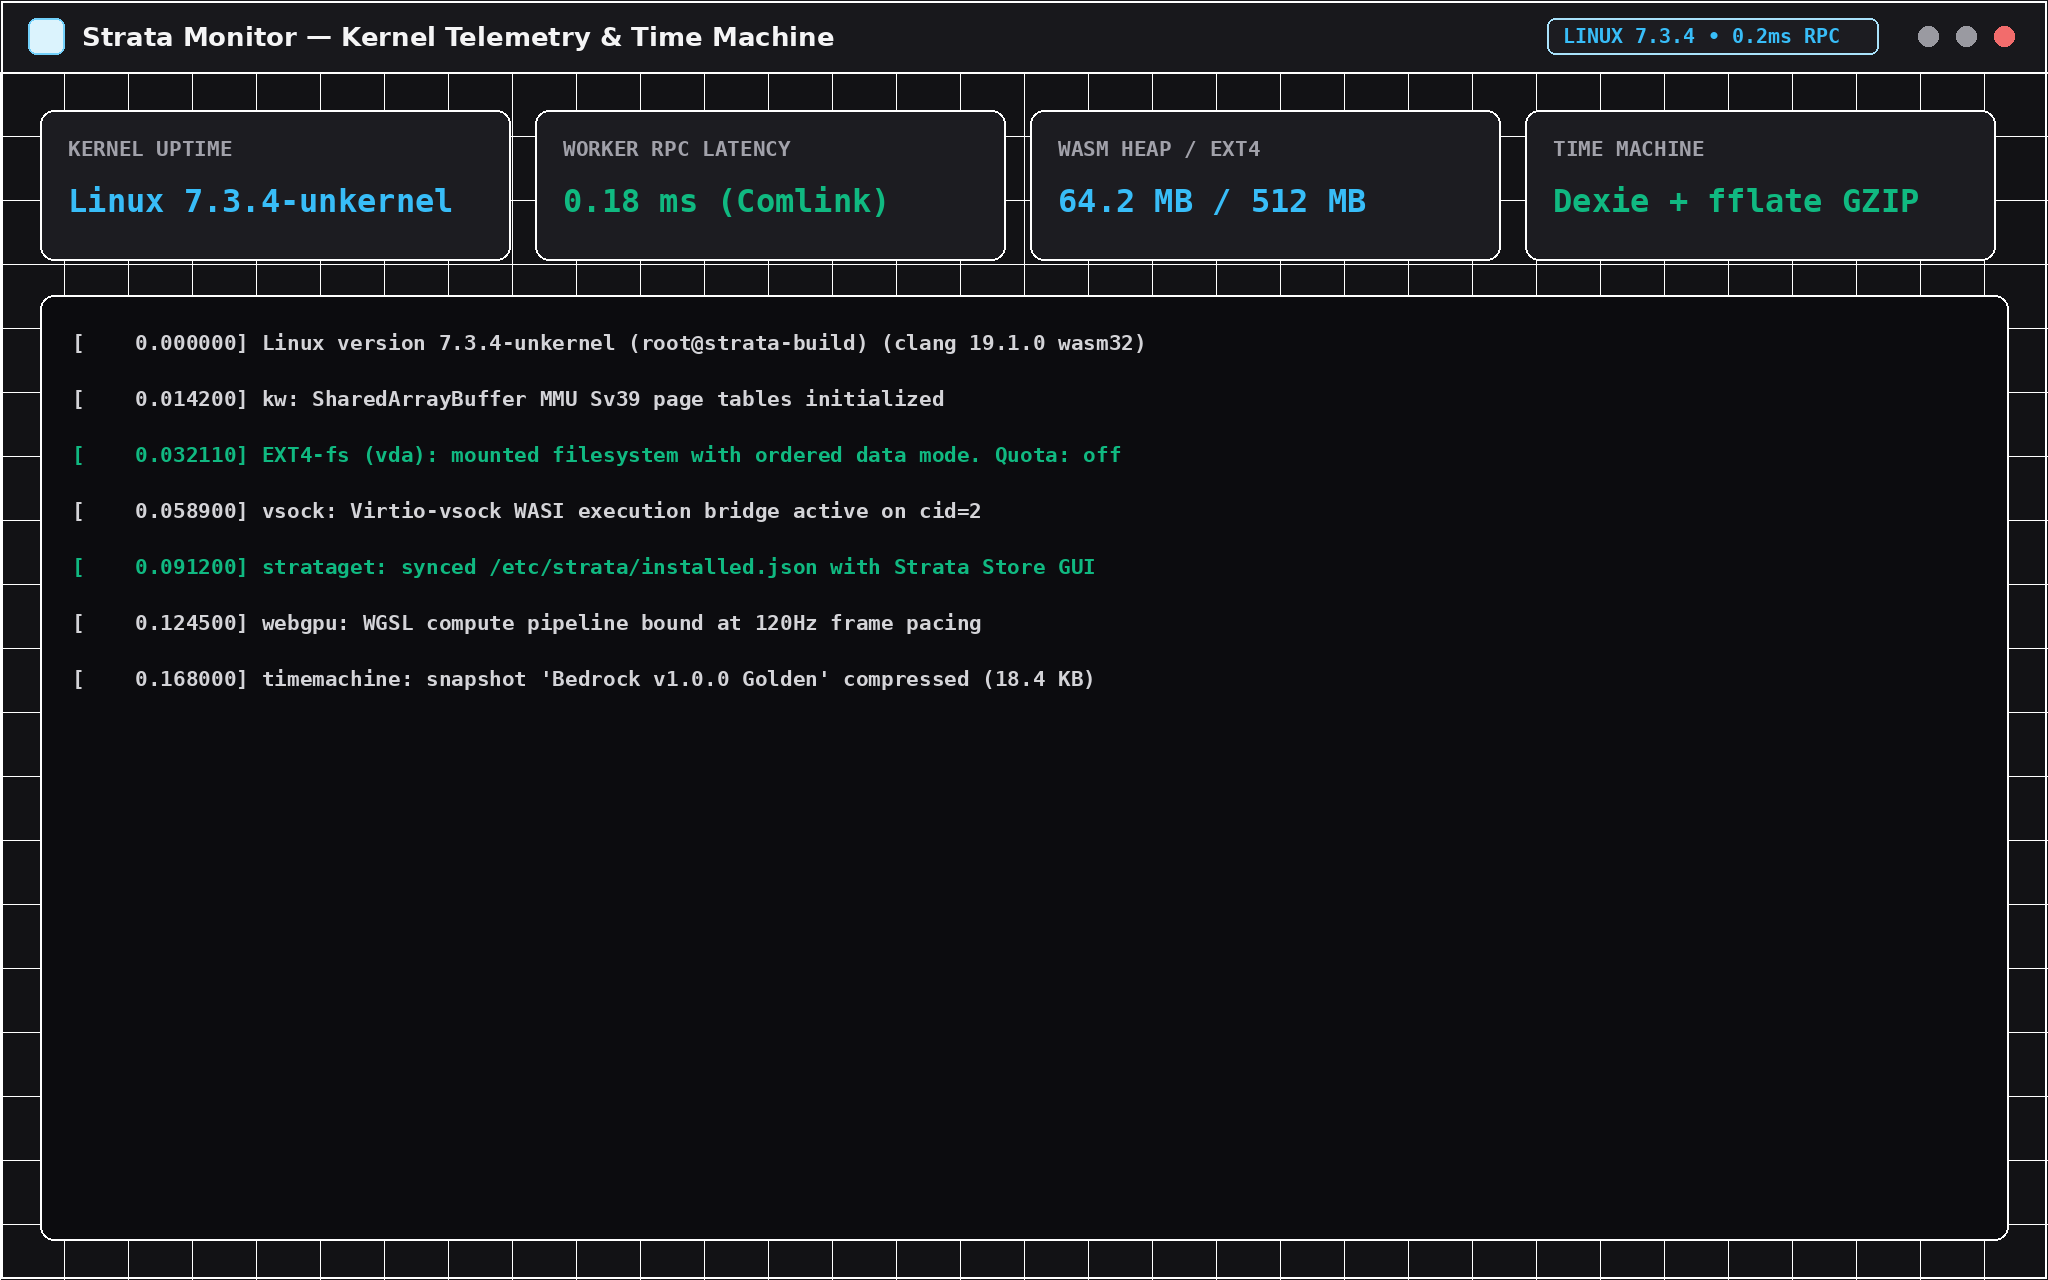 Strata Monitor — Kernel Telemetry & Time Machine
LINUX 7.3.4 • 0.2ms RPC
KERNEL UPTIME
Linux 7.3.4-unkernel
WORKER RPC LATENCY
0.18 ms (Comlink)
WASM HEAP / EXT4
64.2 MB / 512 MB
TIME MACHINE
Dexie + fflate GZIP
[    0.000000] Linux version 7.3.4-unkernel (root@strata-build) (clang 19.1.0 wasm32)
[    0.014200] kw: SharedArrayBuffer MMU Sv39 page tables initialized
[    0.032110] EXT4-fs (vda): mounted filesystem with ordered data mode. Quota: off
[    0.058900] vsock: Virtio-vsock WASI execution bridge active on cid=2
[    0.091200] strataget: synced /etc/strata/installed.json with Strata Store GUI
[    0.124500] webgpu: WGSL compute pipeline bound at 120Hz frame pacing
[    0.168000] timemachine: snapshot 'Bedrock v1.0.0 Golden' compressed (18.4 KB)